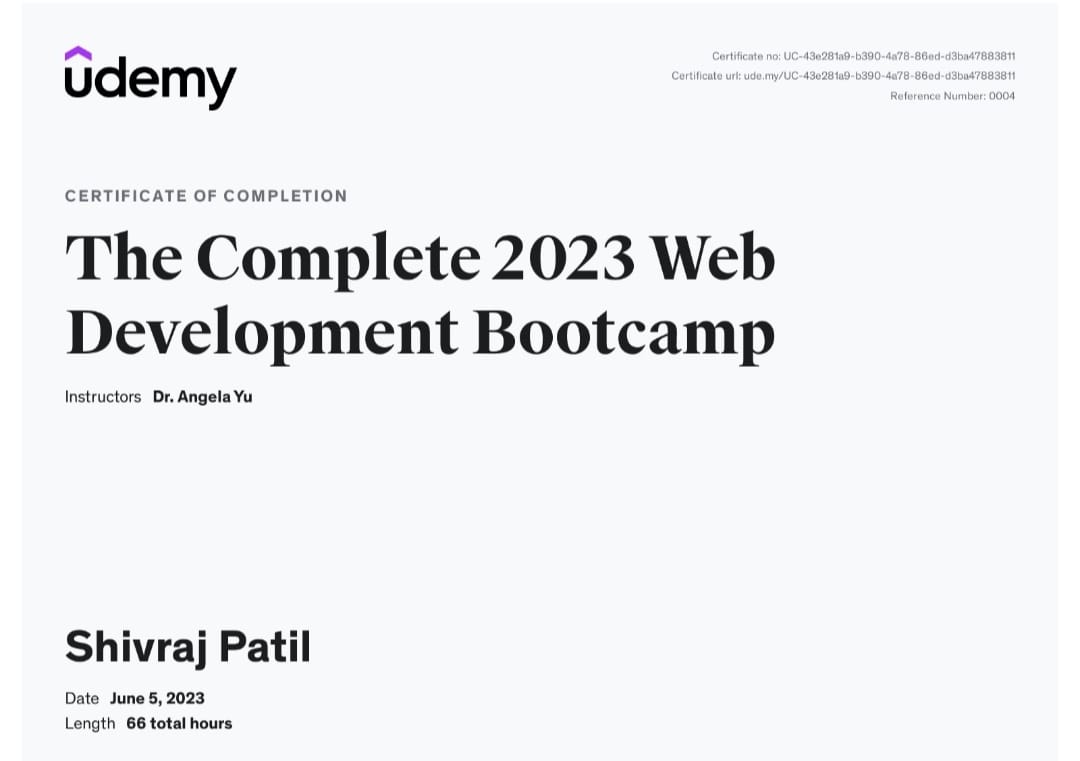 udemy
Certificate no: UC-43e281a9-b390-4a78-86ed-d3ba47883811
Certificate url: ude.my/UC-43e281a9-b390-4a78-86ed-d3ba47883811
Reference Number: 0004
CERTIFICATE OF COMPLETION
The Complete 2023 Web
Development Bootcamp
Instructors Dr. Angela Yu
Shivraj Patil
Date June 5, 2023
Length 66 total hours